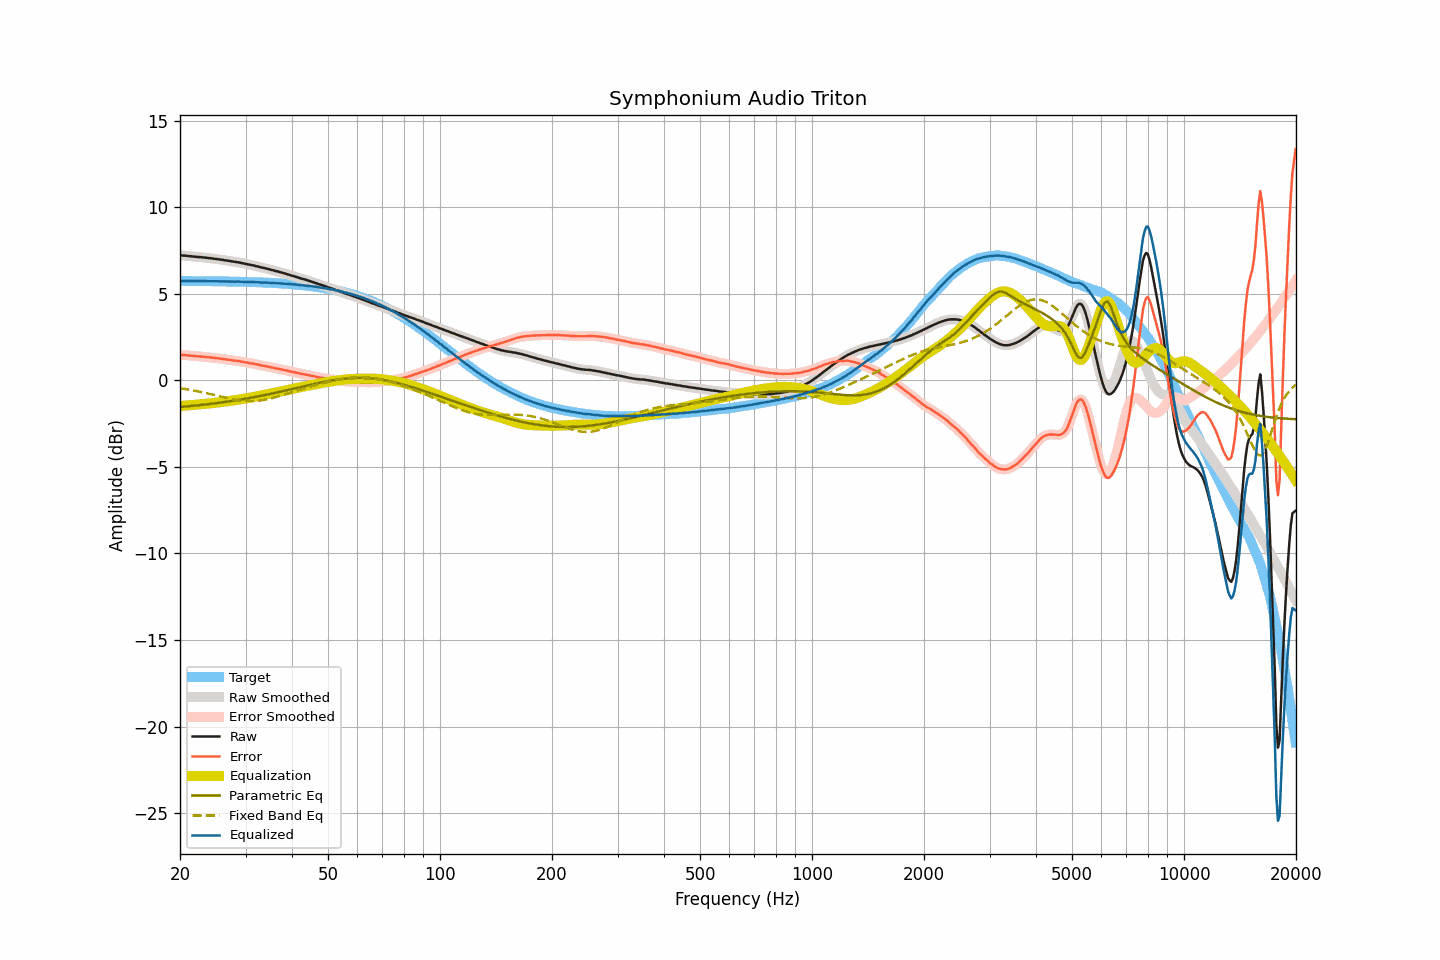 Symphonium Audio Triton
15
10
5
0
−5
−10
−15
−20
−25
Amplitude (dBr)
Target
Raw Smoothed
Error Smoothed
Raw
Error
Equalization
Parametric Eq
Fixed Band Eq
Equalized
20 50 100 200 500 1000 2000 5000 10000 20000
Frequency (Hz)